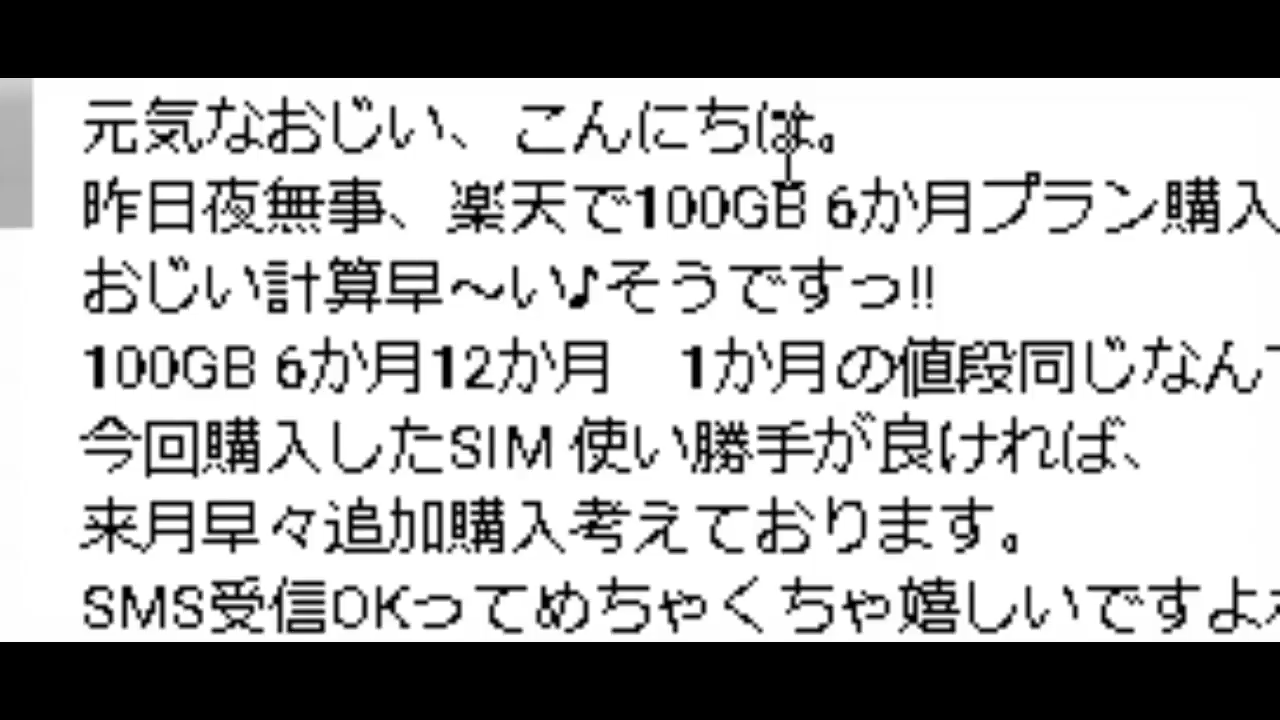 元気なおじい、こんにちは。
昨日夜無事、楽天で100GB 6か月プラン購入
おじい計算早〜い♪そうですっ!!
100GB 6か月12か月　1か月の値段同じなん
今回購入したSIM 使い勝手が良ければ、
来月早々追加購入考えております。
SMS受信OKってめちゃくちゃ嬉しいですよ